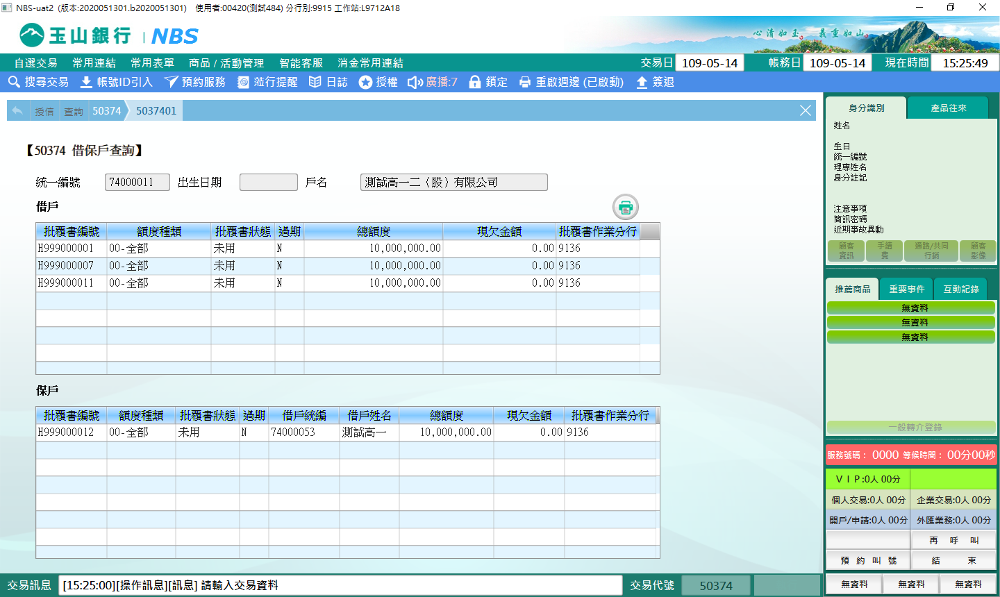 NBS-uat2 (版本:2020051301.b2020051301) 使用者:00420(測試484) 分行別:9915 工作站:L9712A18
玉山銀行 NBS
心清如玉。義重如山。
自選交易 常用連結 常用表單 商品 / 活動管理 智能客服 消金常用連結 交易日 109-05-14 帳務日 109-05-14 現在時間 15:25:49
搜尋交易 帳號ID引入 預約服務 蒞行提醒 日誌 授權 廣播:7 鎖定 重啟週邊 (已啟動) 簽退
授信 查詢 50374 5037401
【50374 借保戶查詢】
統一編號 74000011 出生日期 戶名 測試高一二（股）有限公司
借戶
批覆書編號 額度種類 批覆書狀態 過期 總額度 現欠金額 批覆書作業分行
H999000001 00-全部 未用 N 10,000,000.00 0.00 9136
H999000007 00-全部 未用 N 10,000,000.00 0.00 9136
H999000011 00-全部 未用 N 10,000,000.00 0.00 9136
保戶
批覆書編號 額度種類 批覆書狀態 過期 借戶統編 借戶姓名 總額度 現欠金額 批覆書作業分行
H999000012 00-全部 未用 N 74000053 測試高一 10,000,000.00 0.00 9136
身分識別 產品往來
姓名
生日
統一編號
理專姓名
身分註記
注意事項
簡訊密碼
近期事故異動
顧客資訊 手續費 通路/共同行銷 顧客影像
推薦商品 重要事件 互動記錄
無資料
無資料
無資料
一般轉介登錄
服務號碼： 0000 等候時間： 00分00秒
ＶＩＰ:0人 00分
個人交易:0人 00分 企業交易:0人 00分
開戶/申請:0人 00分 外匯業務:0人 00分
再 呼 叫
預 約 叫 號 結 束
無資料 無資料 無資料
交易訊息 [15:25:00][操作訊息][訊息] 請輸入交易資料 交易代號 50374